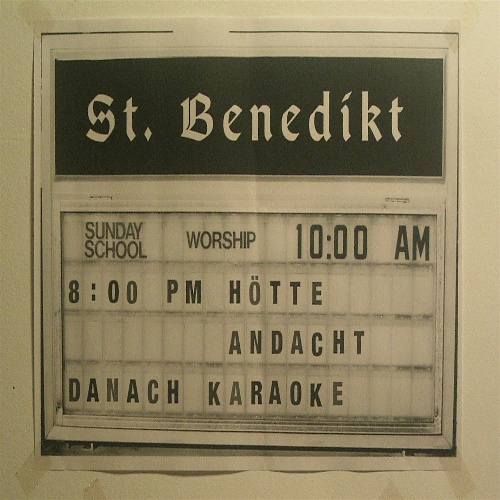 St. Benedikt
SUNDAY SCHOOL WORSHIP 10:00 AM
8:00 PM HÖTTE
ANDACHT
DANACH KARAOKE